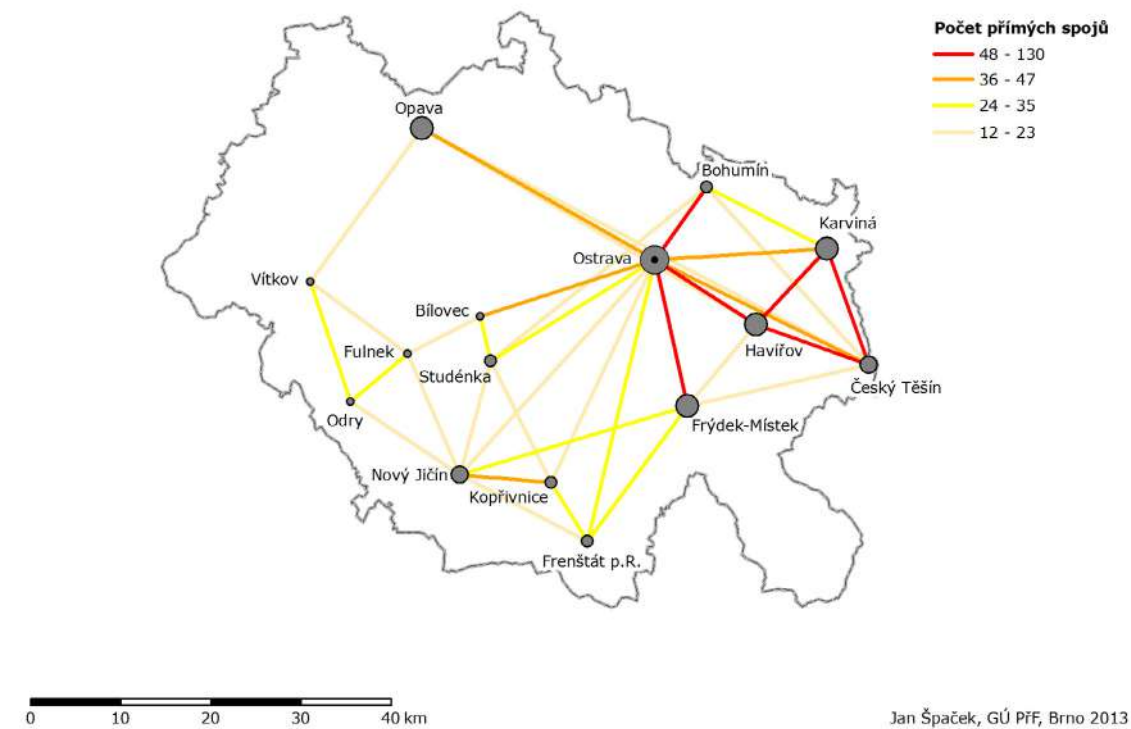 Počet přímých spojů
48 - 130
36 - 47
24 - 35
12 - 23
Opava
Bohumín
Karviná
Ostrava
Vítkov
Bílovec
Havířov
Fulnek
Studénka
Český Těšín
Odry
Frýdek-Místek
Nový Jičín
Kopřivnice
Frenštát p.R.
0 10 20 30 40 km
Jan Špaček, GÚ PřF, Brno 2013